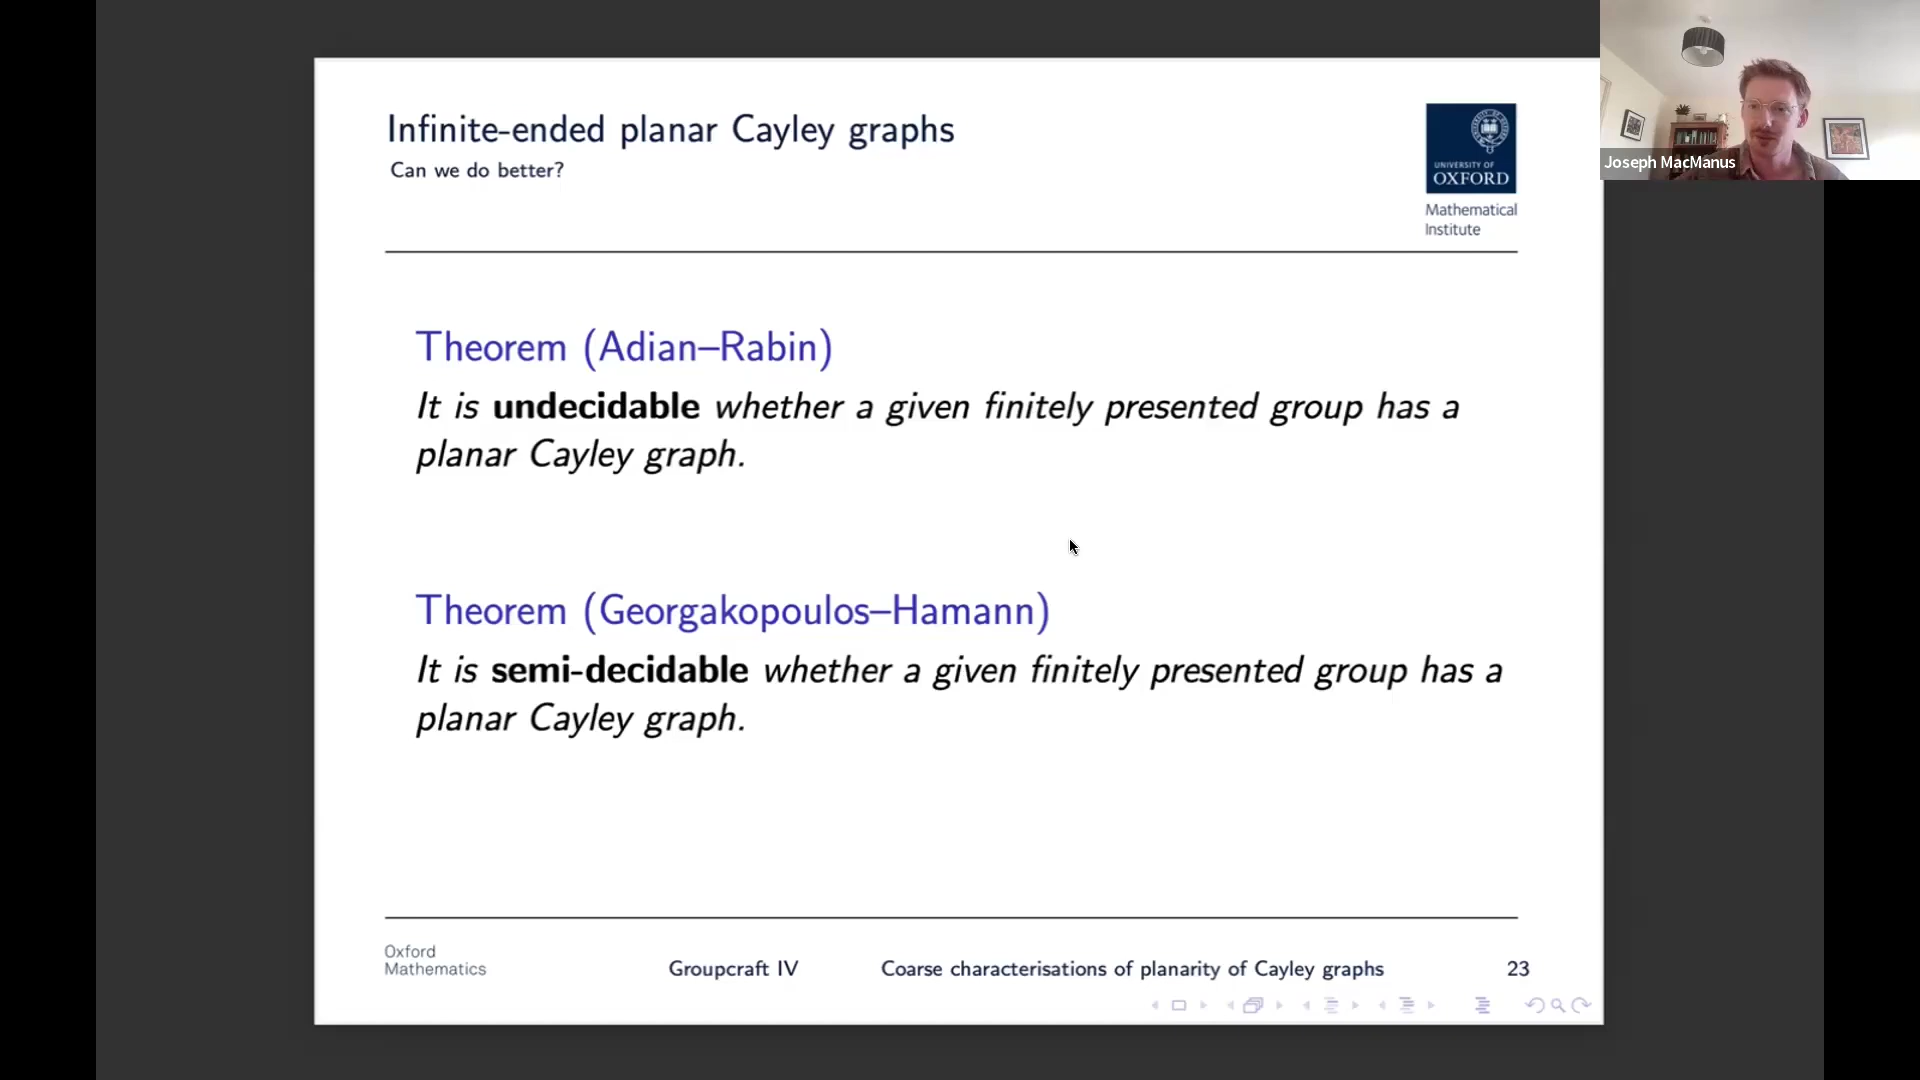 Infinite-ended planar Cayley graphs
Can we do better?
UNIVERSITY OF
OXFORD
Mathematical
Institute
Joseph MacManus
Theorem (Adian–Rabin)
It is undecidable whether a given finitely presented group has a
planar Cayley graph.
Theorem (Georgakopoulos–Hamann)
It is semi-decidable whether a given finitely presented group has a
planar Cayley graph.
Oxford
Mathematics
Groupcraft IV
Coarse characterisations of planarity of Cayley graphs
23